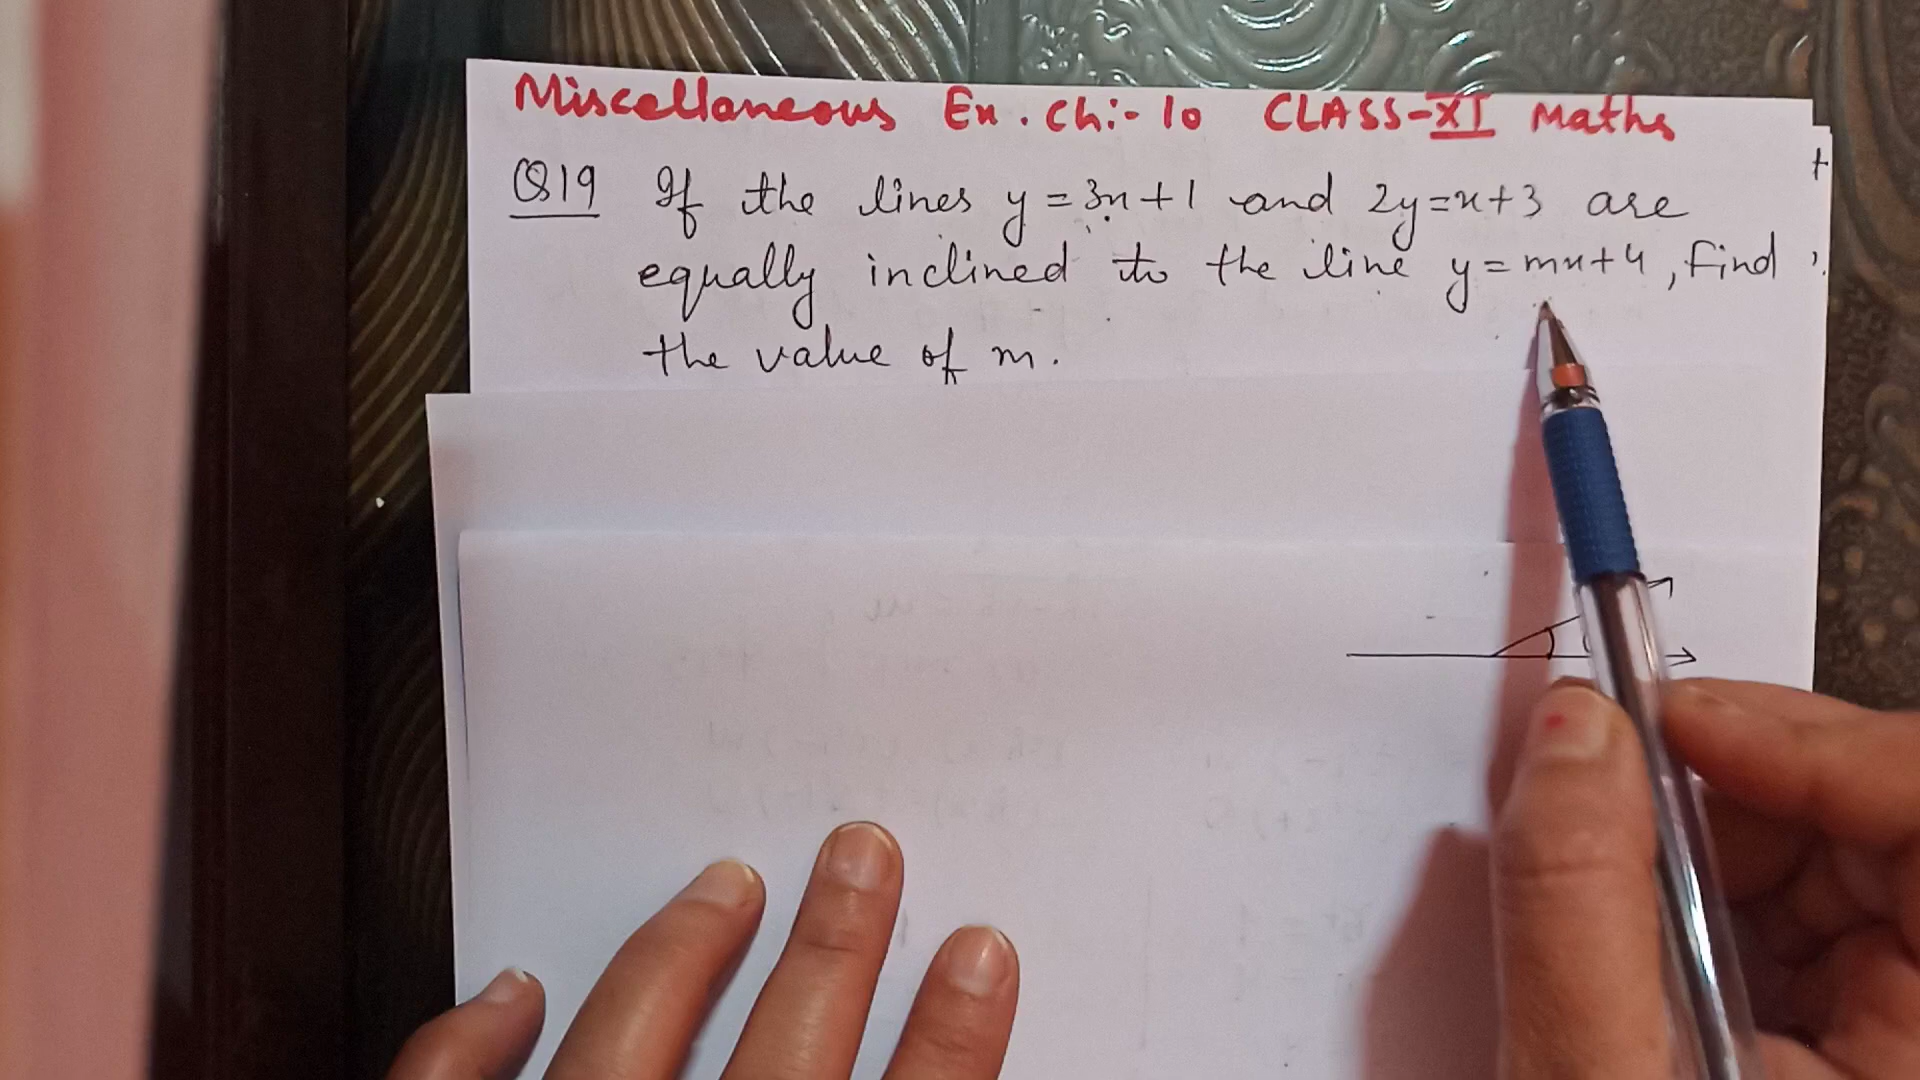 Miscellaneous Ex. Ch:- 10 CLASS-XI Maths
Q19 If the lines y = 3x + 1 and 2y = x + 3 are
equally inclined to the line y = mx + 4, find
the value of m.